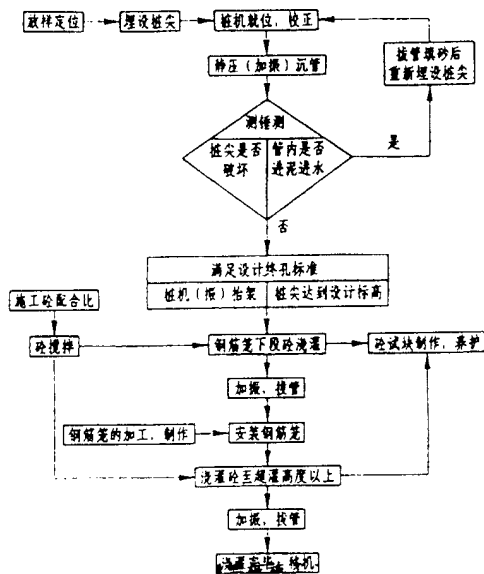 放样定位
埋设桩尖
桩机就位，校正
静压（加振）沉管
拔管填砂后
重新埋设桩尖
测锤测
桩尖是否
破坏
管内是否
进泥进水
是
否
满足设计终孔标准
桩机（振）抬架
桩尖达到设计标高
施工砼配合比
砼搅拌
钢筋笼下段砼浇灌
砼试块制作，养护
加振，拔管
钢筋笼的加工，制作
安装钢筋笼
浇灌砼至超灌高度以上
加振，拔管
浇灌完毕，移机